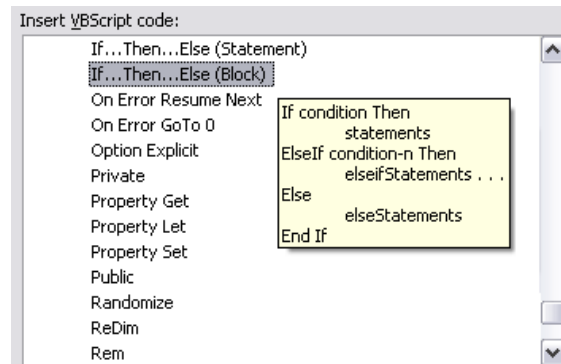 Insert VBScript code:
If...Then...Else (Statement)
If...Then...Else (Block)
On Error Resume Next
On Error GoTo 0
Option Explicit
Private
Property Get
Property Let
Property Set
Public
Randomize
ReDim
Rem
If condition Then
statements
ElseIf condition-n Then
elseifStatements . . .
Else
elseStatements
End If